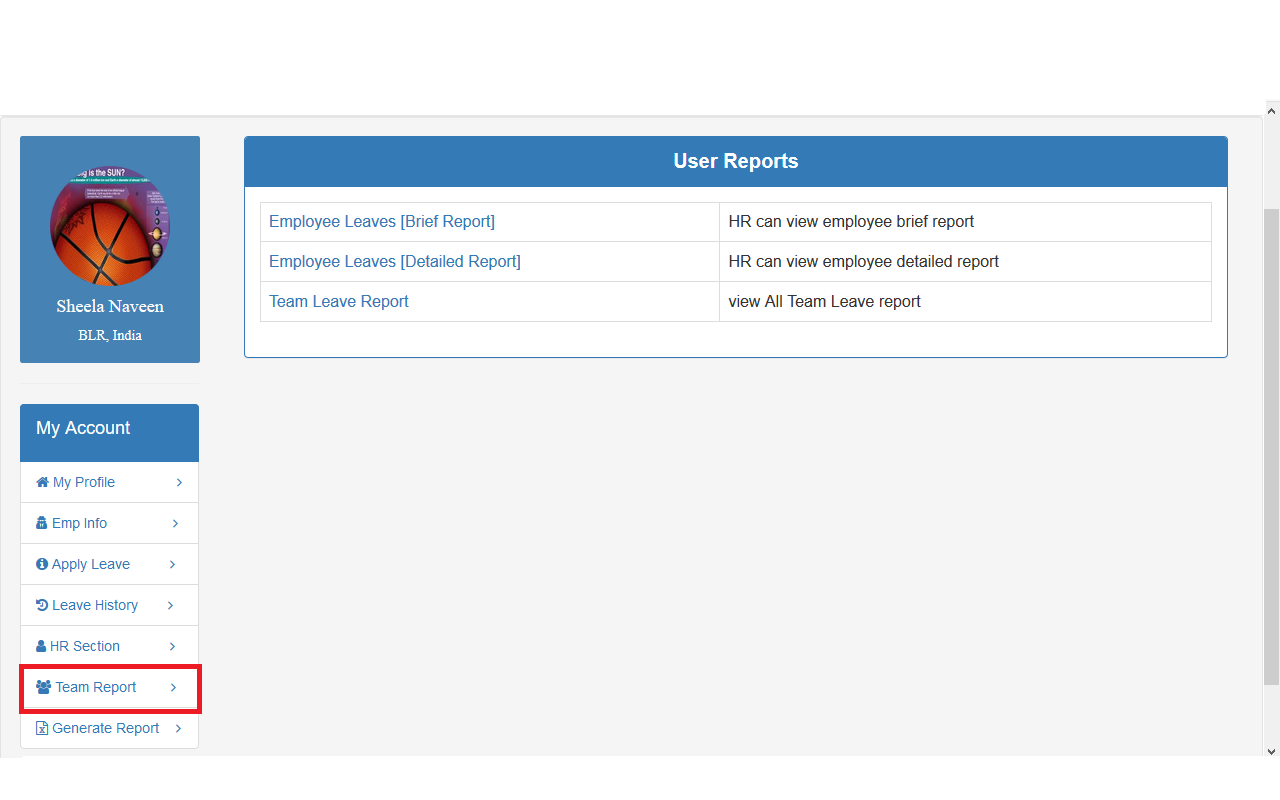 ng is the SUN?
Sheela Naveen
BLR, India
My Account
My Profile
Emp Info
Apply Leave
Leave History
HR Section
Team Report
Generate Report
User Reports
Employee Leaves [Brief Report] HR can view employee brief report
Employee Leaves [Detailed Report] HR can view employee detailed report
Team Leave Report view All Team Leave report